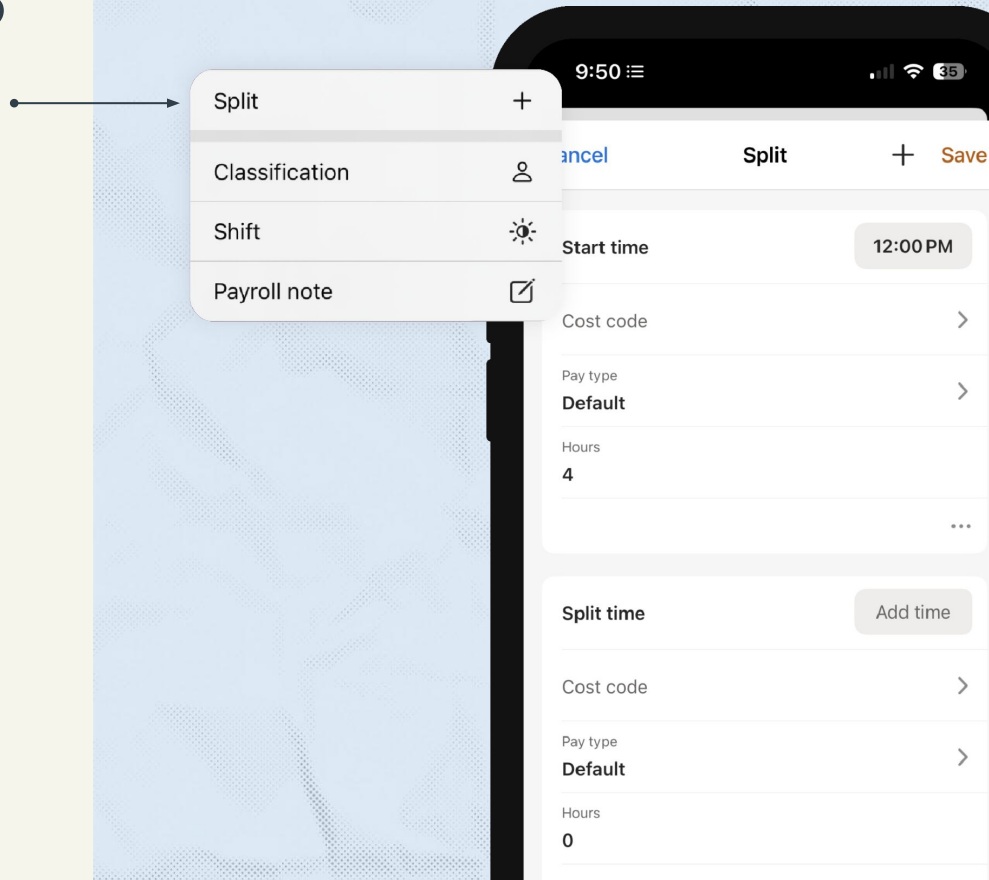 9:50
35
Split
Classification
Shift
Payroll note
ancel Split Save
Start time 12:00 PM
Cost code
Pay type
Default
Hours
4
Split time Add time
Cost code
Pay type
Default
Hours
0